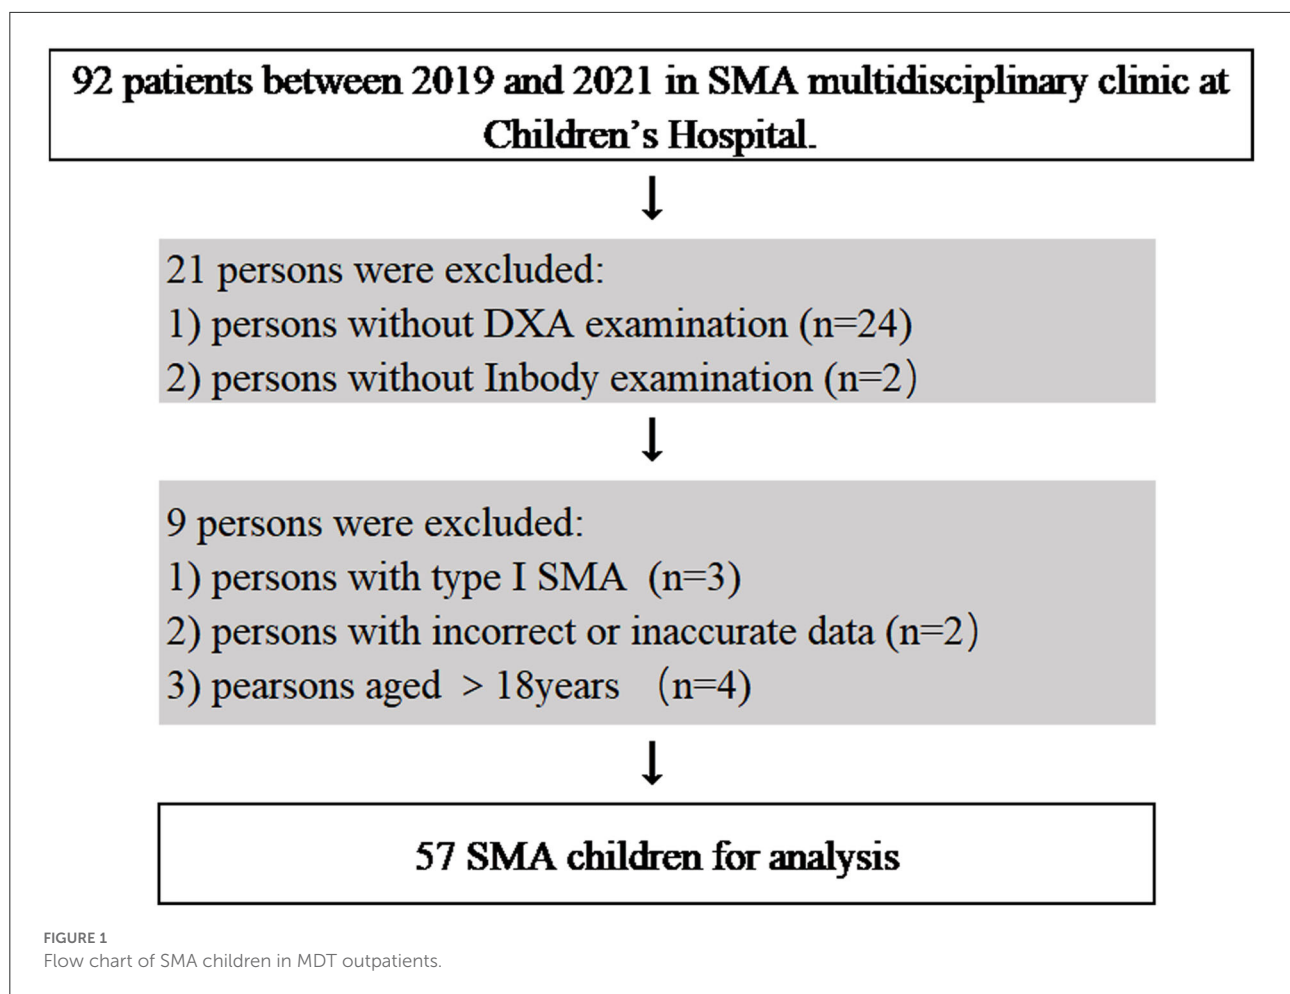 92 patients between 2019 and 2021 in SMA multidisciplinary clinic at
Children’s Hospital.
↓
21 persons were excluded:
1) persons without DXA examination (n=24)
2) persons without Inbody examination (n=2)
↓
9 persons were excluded:
1) persons with type I SMA (n=3)
2) persons with incorrect or inaccurate data (n=2)
3) pearsons aged > 18years (n=4)
↓
57 SMA children for analysis
FIGURE 1
Flow chart of SMA children in MDT outpatients.